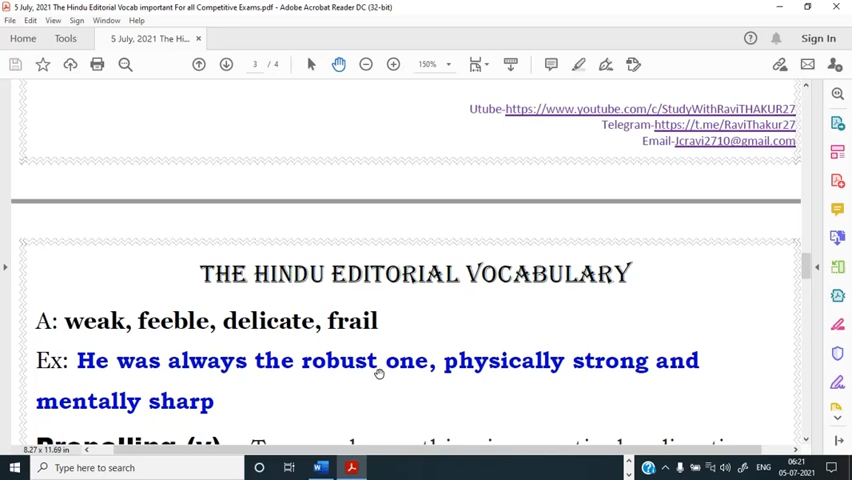 5 July, 2021 The Hindu Editorial Vocab important For all Competitive Exams.pdf - Adobe Acrobat Reader DC (32-bit)
File Edit View Sign Window Help
Home Tools 5 July, 2021 The Hi... × Sign In
3 / 4 150%
Utube-https://www.youtube.com/c/StudyWithRaviTHAKUR27
Telegram-https://t.me/RaviThakur27
Email-Jcravi2710@gmail.com
THE HINDU EDITORIAL VOCABULARY
A: weak, feeble, delicate, frail
Ex: He was always the robust one, physically strong and
mentally sharp
Propelling (v)
8.27 x 11.69 in
Type here to search ENG 06:21
05-07-2021